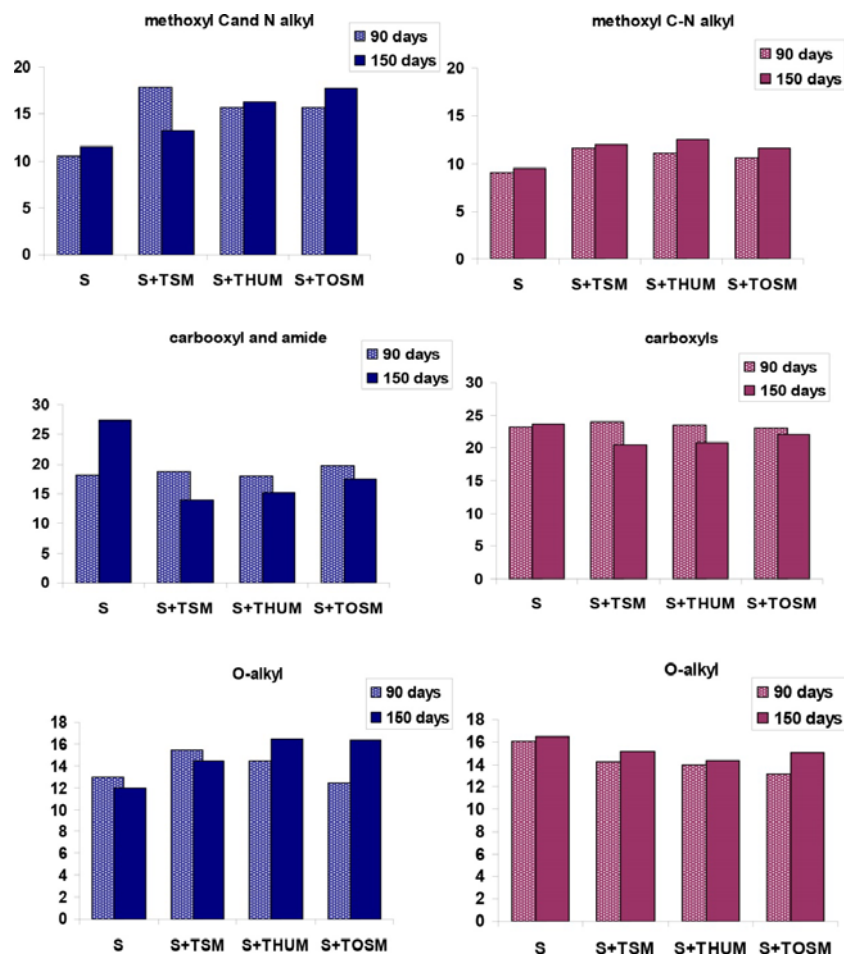 methoxyl Cand N alkyl
90 days
150 days
20
15
10
5
0
S S+TSM S+THUM S+TOSM
methoxyl C-N alkyl
90 days
150 days
20
15
10
5
0
S S+TSM S+THUM S+TOSM
carbooxyl and amide
90 days
150 days
30
25
20
15
10
5
0
S S+TSM S+THUM S+TOSM
carboxyls
90 days
150 days
30
25
20
15
10
5
0
S S+TSM S+THUM S+TOSM
O-alkyl
90 days
150 days
18
16
14
12
10
8
6
4
2
0
S S+TSM S+THUM S+TOSM
O-alkyl
90 days
150 days
18
16
14
12
10
8
6
4
2
0
S S+TSM S+THUM S+TOSM